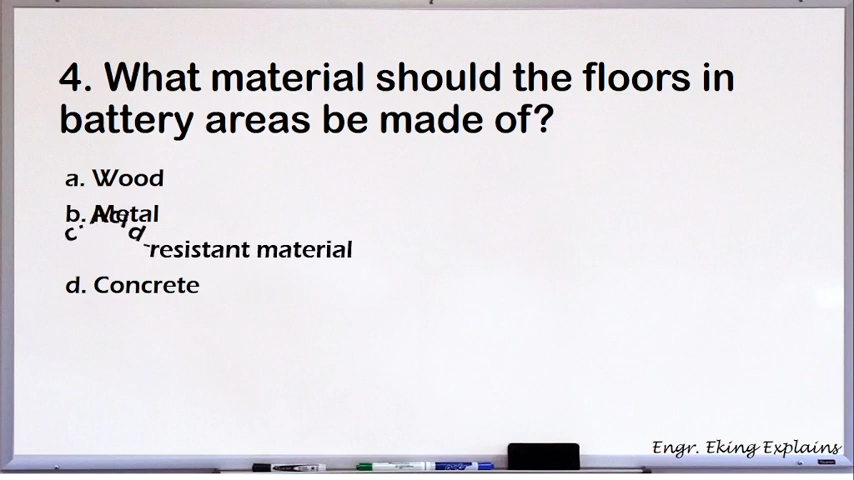 4. What material should the floors in
battery areas be made of?
a. Wood
b. Metal
c. Acid-resistant material
d. Concrete
Engr. Eking Explains